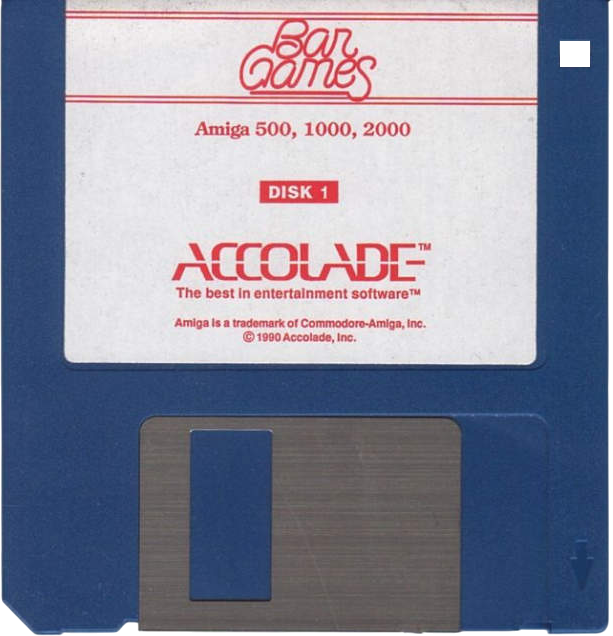 Bar
Games
Amiga 500, 1000, 2000
DISK 1
ACCOLADE™
The best in entertainment software™
Amiga is a trademark of Commodore-Amiga, Inc.
© 1990 Accolade, Inc.